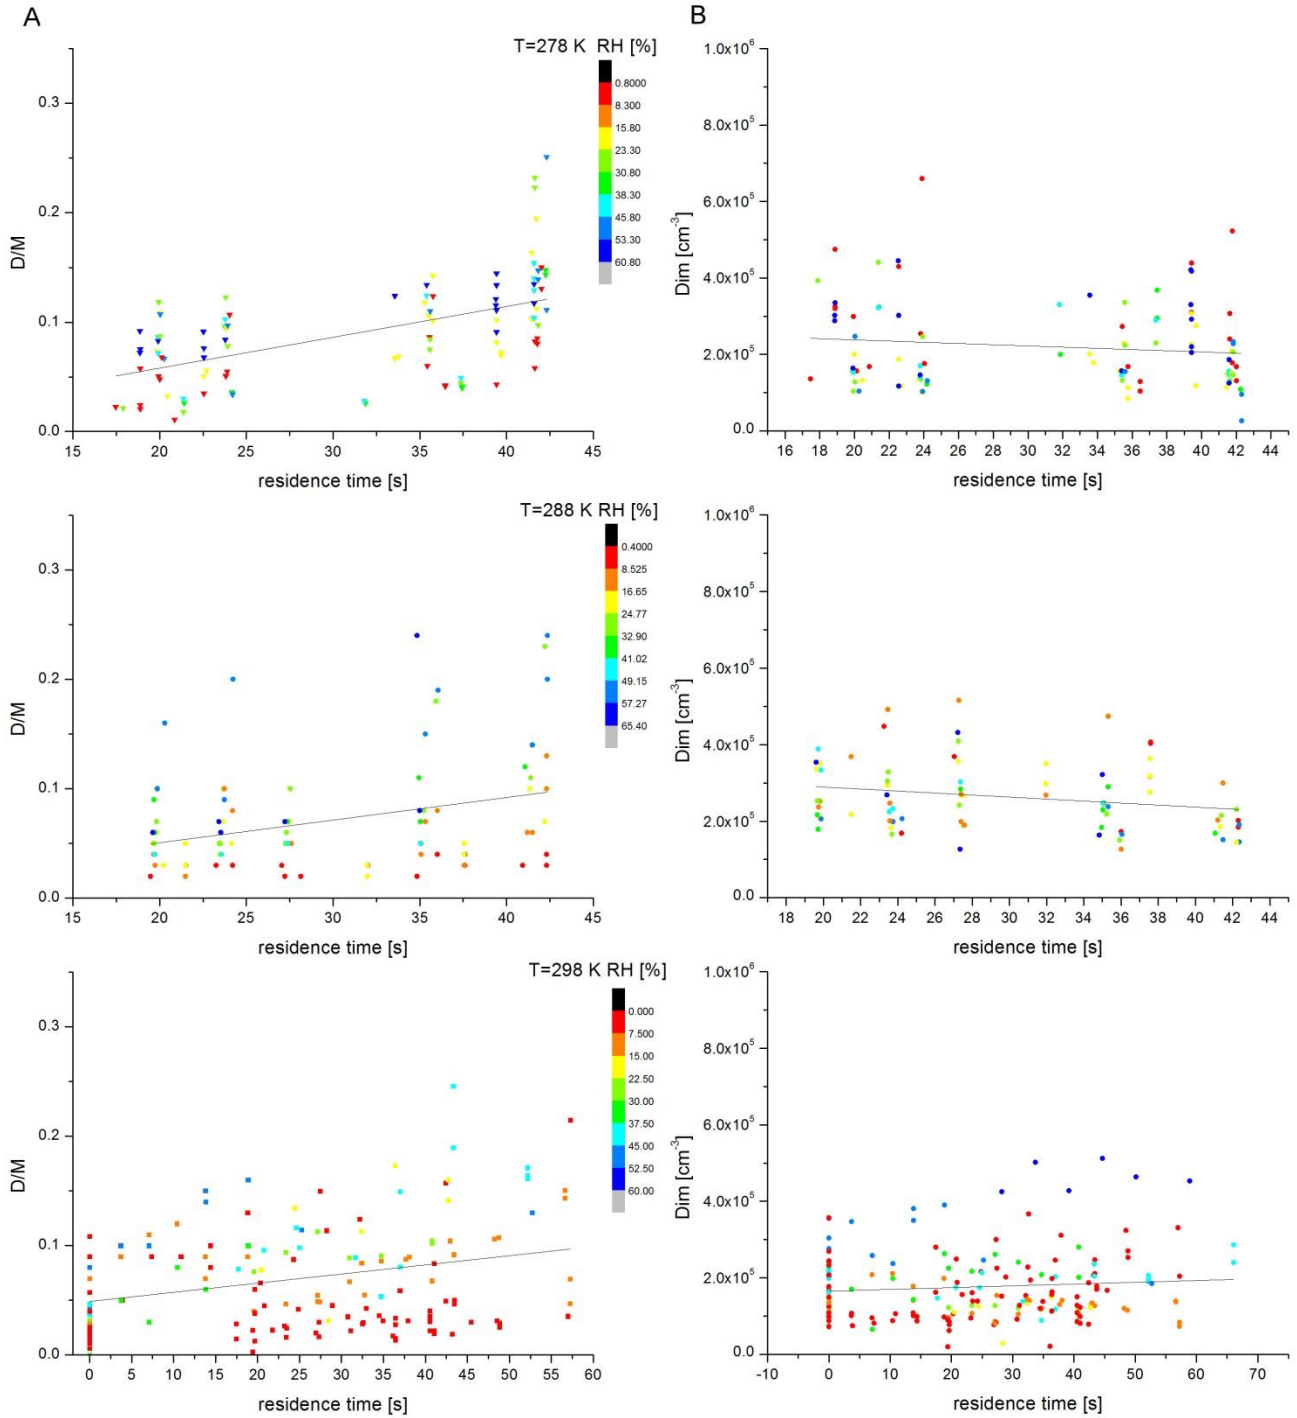 A
B
T=278 K RH [%]
0.8000
8.300
15.80
23.30
30.80
38.30
45.80
53.30
60.80
D/M
0.3
0.2
0.1
0.0
15 20 25 30 35 40 45
residence time [s]
Dim [cm-3]
1.0x10^6
8.0x10^5
6.0x10^5
4.0x10^5
2.0x10^5
0.0
16 18 20 22 24 26 28 30 32 34 36 38 40 42 44
residence time [s]
T=288 K RH [%]
0.4000
8.525
16.65
24.77
32.90
41.02
49.15
57.27
65.40
D/M
0.3
0.2
0.1
0.0
15 20 25 30 35 40 45
residence time [s]
Dim [cm-3]
1.0x10^6
8.0x10^5
6.0x10^5
4.0x10^5
2.0x10^5
0.0
18 20 22 24 26 28 30 32 34 36 38 40 42 44
residence time [s]
T=298 K RH [%]
0.000
7.500
15.00
22.50
30.00
37.50
45.00
52.50
60.00
D/M
0.3
0.2
0.1
0.0
0 5 10 15 20 25 30 35 40 45 50 55 60
residence time [s]
Dim [cm-3]
1.0x10^6
8.0x10^5
6.0x10^5
4.0x10^5
2.0x10^5
0.0
-10 0 10 20 30 40 50 60 70
residence time [s]